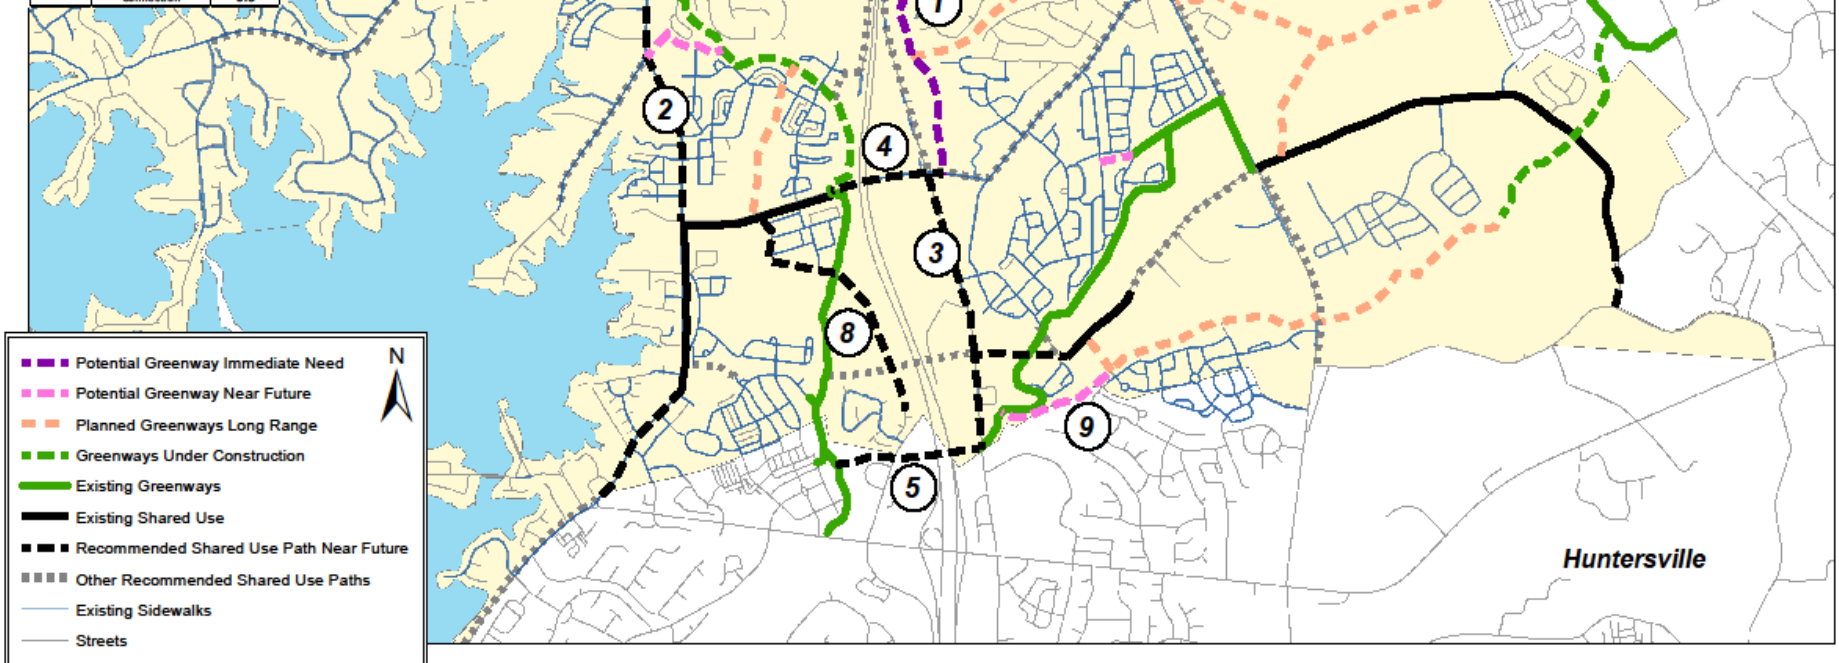 1
2
4
3
8
9
5
N
Potential Greenway Immediate Need
Potential Greenway Near Future
Planned Greenways Long Range
Greenways Under Construction
Existing Greenways
Existing Shared Use
Recommended Shared Use Path Near Future
Other Recommended Shared Use Paths
Existing Sidewalks
Streets
Huntersville